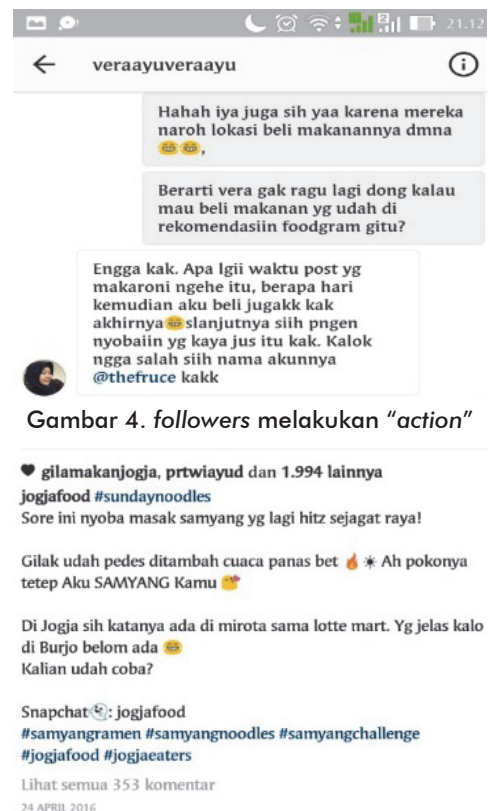 21.12
veraayuveraayu
Hahah iya juga sih yaa karena mereka
naroh lokasi beli makanannya dmna
😂😂,
Berarti vera gak ragu lagi dong kalau
mau beli makanan yg udah di
rekomendasiin foodgram gitu?
Engga kak. Apa lgii waktu post yg
makaroni ngehe itu, berapa hari
kemudian aku beli jugakk kak
akhirnya😂slanjutnya siih pngen
nyobaiin yg kaya jus itu kak. Kalok
ngga salah siih nama akunnya
@thefruce kakk
Gambar 4. followers melakukan “action”
gilamakanjogja, prtwiayud dan 1.994 lainnya
jogjafood #sundaynoodles
Sore ini nyoba masak samyang yg lagi hitz sejagat raya!
Gilak udah pedes ditambah cuaca panas bet 🔥☀ Ah pokonya
tetep Aku SAMYANG Kamu 😘
Di Jogja sih katanya ada di mirota sama lotte mart. Yg jelas kalo
di Burjo belom ada 😂
Kalian udah coba?
Snapchat👻: jogjafood
#samyangramen #samyangnoodles #samyangchallenge
#jogjafood #jogjaeaters
Lihat semua 353 komentar
24 APRIL 2016